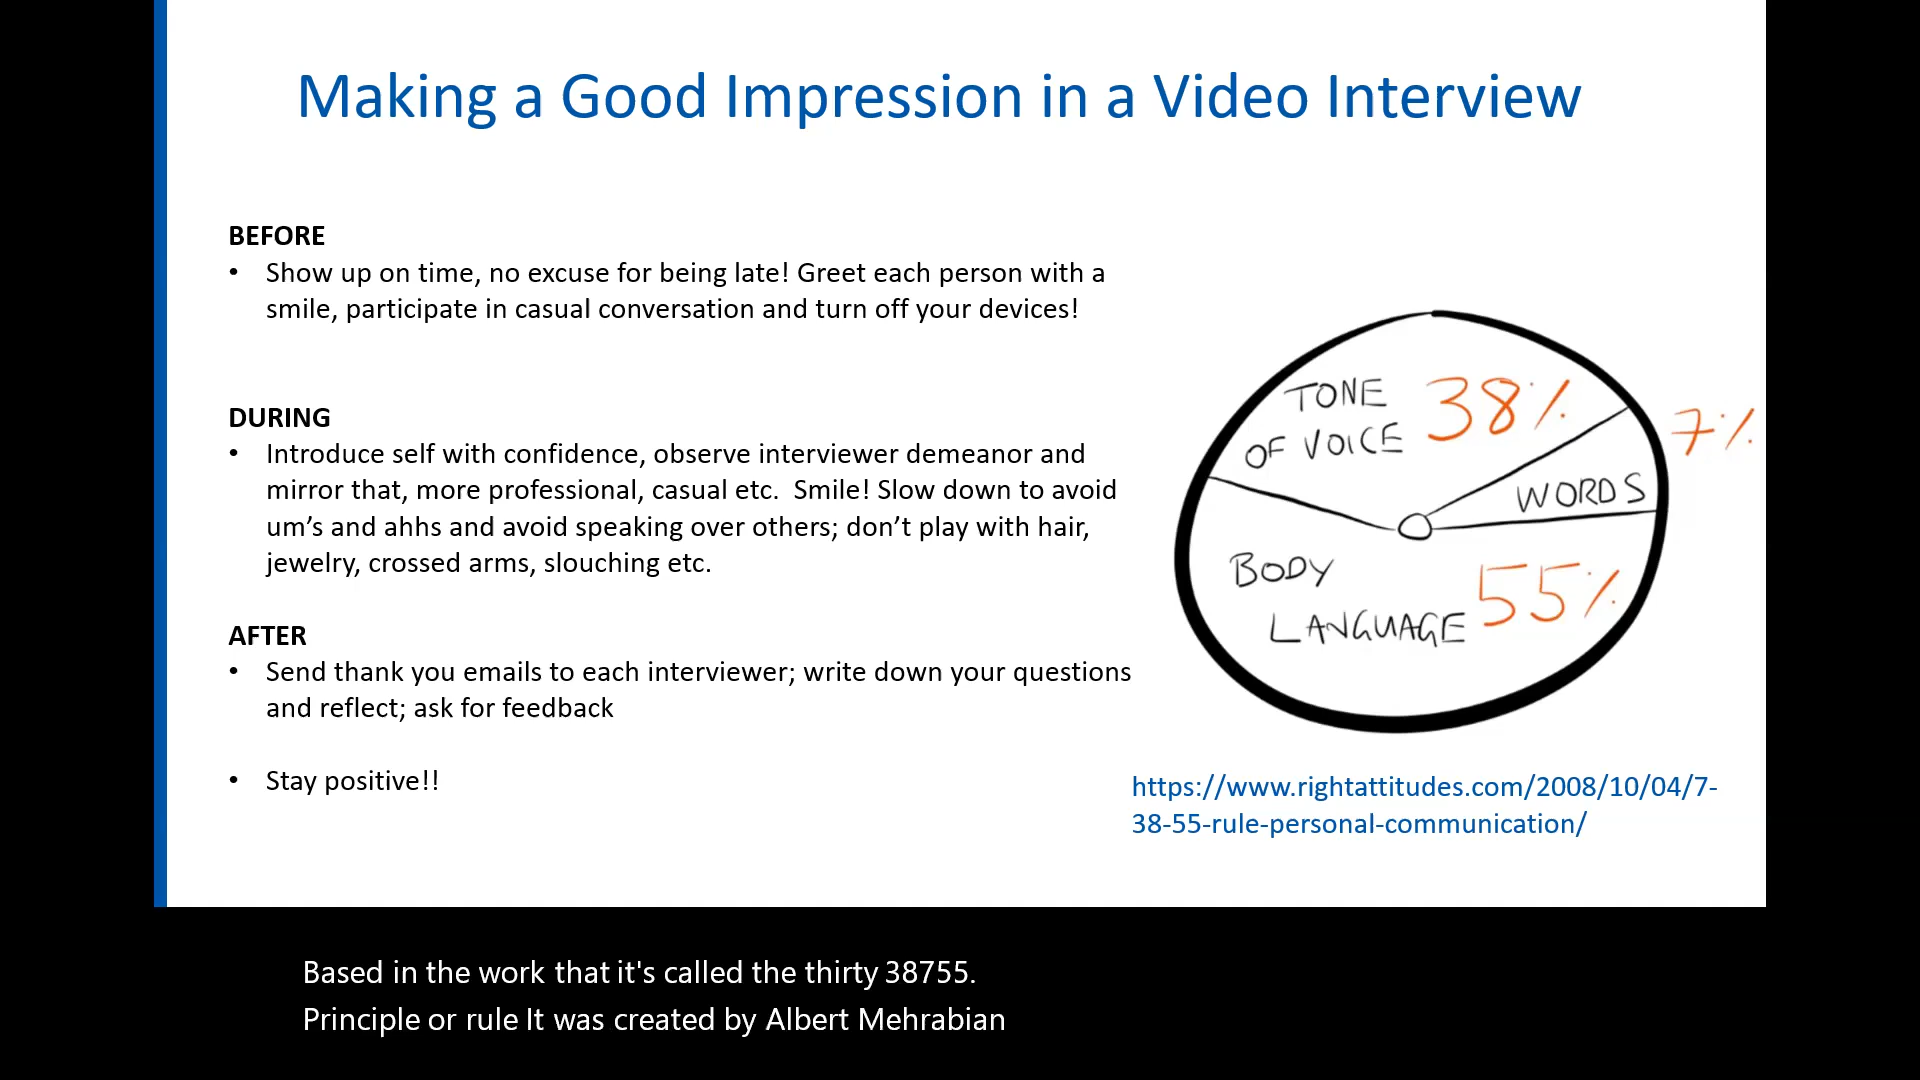 Making a Good Impression in a Video Interview
BEFORE
• Show up on time, no excuse for being late! Greet each person with a
smile, participate in casual conversation and turn off your devices!
DURING
• Introduce self with confidence, observe interviewer demeanor and
mirror that, more professional, casual etc.  Smile! Slow down to avoid
um’s and ahhs and avoid speaking over others; don’t play with hair,
jewelry, crossed arms, slouching etc.
AFTER
• Send thank you emails to each interviewer; write down your questions
and reflect; ask for feedback
• Stay positive!!
TONE
OF VOICE 38%
7%
WORDS
BODY
LANGUAGE 55%
https://www.rightattitudes.com/2008/10/04/7-
38-55-rule-personal-communication/
Based in the work that it's called the thirty 38755.
Principle or rule It was created by Albert Mehrabian